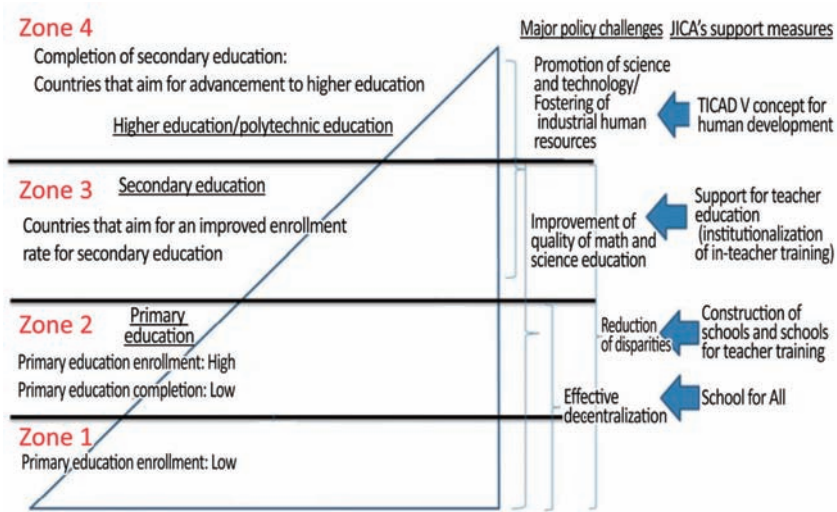 Zone 4
Completion of secondary education:
Countries that aim for advancement to higher education
Higher education/polytechnic education
Zone 3
Secondary education
Countries that aim for an improved enrollment
rate for secondary education
Zone 2
Primary
education
Primary education enrollment: High
Primary education completion: Low
Zone 1
Primary education enrollment: Low
Major policy challenges
Promotion of science
and technology/
Fostering of
industrial human
resources
Improvement of
quality of math and
science education
Reduction
of disparities
Effective
decentralization
JICA's support measures
TICAD V concept for
human development
Support for teacher
education
(institutionalization
of in-teacher training)
Construction of
schools and schools
for teacher training
School for All